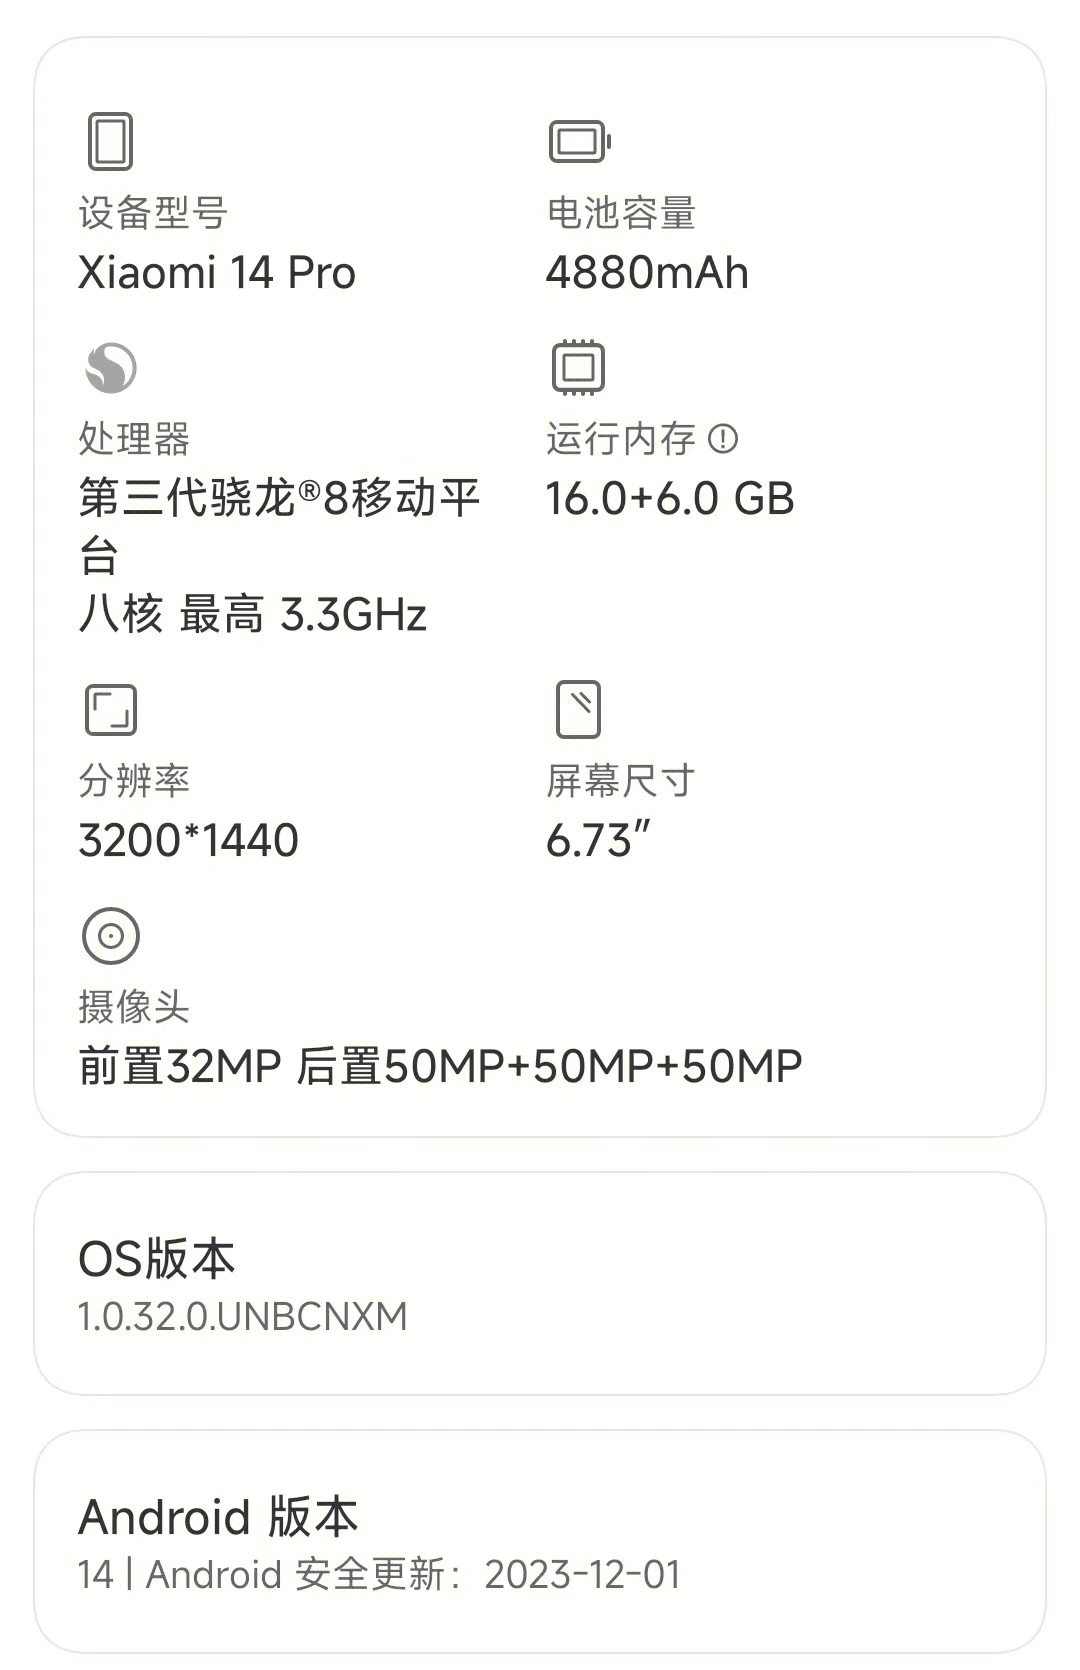 设备型号
Xiaomi 14 Pro
电池容量
4880mAh
处理器
第三代骁龙®8移动平
台
八核 最高 3.3GHz
运行内存
16.0+6.0 GB
分辨率
3200*1440
屏幕尺寸
6.73″
摄像头
前置32MP 后置50MP+50MP+50MP
OS版本
1.0.32.0.UNBCNXM
Android 版本
14 | Android 安全更新：2023-12-01